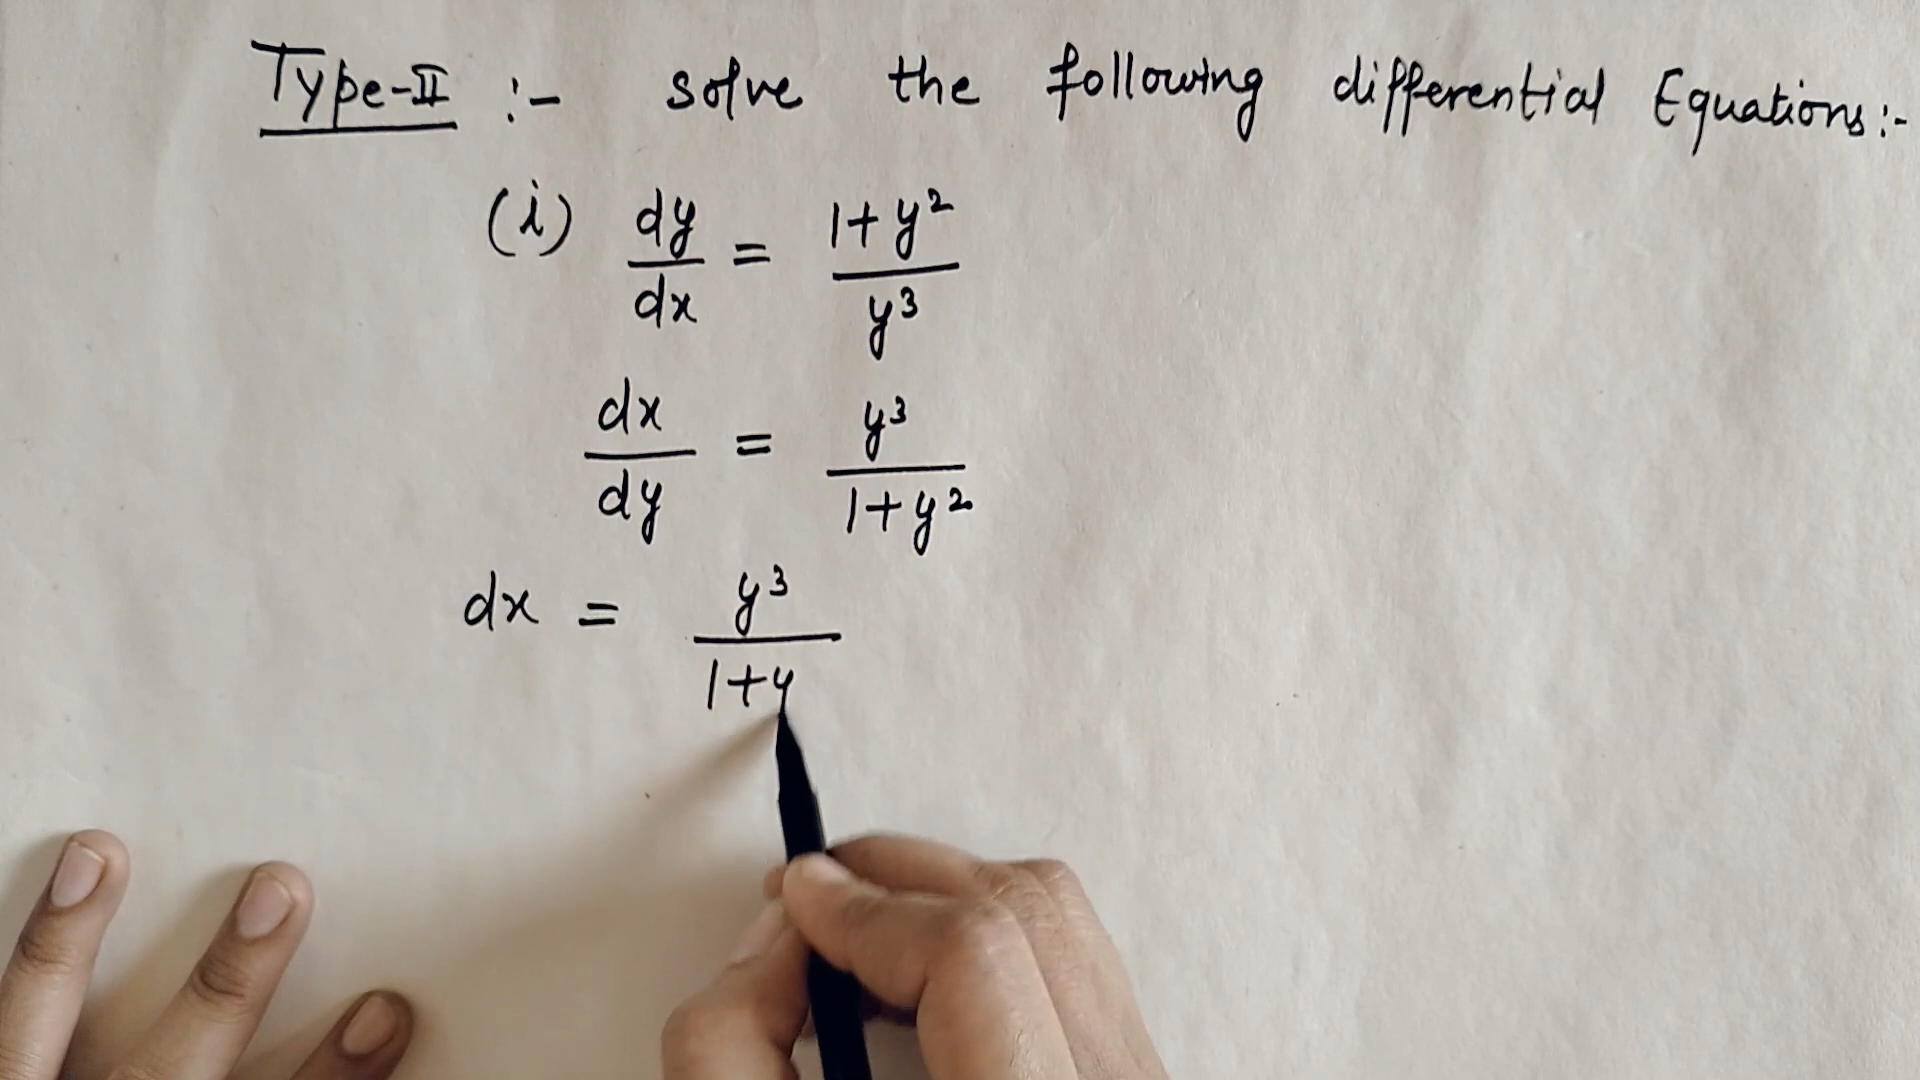 Type-II :- solve the following differential Equations:-
(i) dy/dx = 1+y²/y³
dx/dy = y³/1+y²
dx = y³/1+y